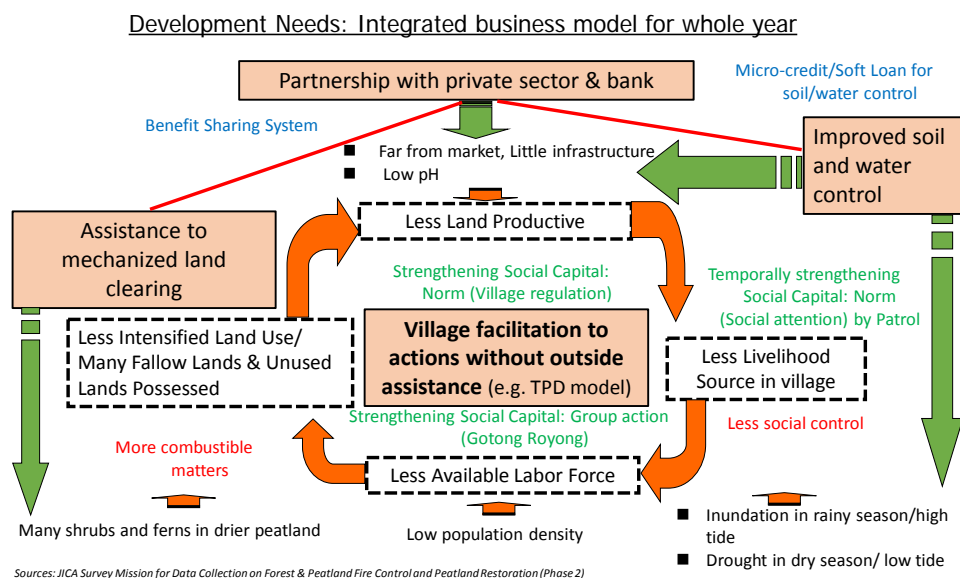 Development Needs: Integrated business model for whole year
Partnership with private sector & bank
Micro-credit/Soft Loan for
soil/water control
Benefit Sharing System
Improved soil
and water
control
■ Far from market, Little infrastructure
■ Low pH
Less Land Productive
Assistance to
mechanized land
clearing
Strengthening Social Capital:
Norm (Village regulation)
Temporally strengthening
Social Capital: Norm
(Social attention) by Patrol
Less Intensified Land Use/
Many Fallow Lands & Unused
Lands Possessed
Village facilitation to
actions without outside
assistance (e.g. TPD model)
Less Livelihood
Source in village
Strengthening Social Capital: Group action
(Gotong Royong)
Less social control
More combustible
matters
Less Available Labor Force
Many shrubs and ferns in drier peatland
Low population density
■ Inundation in rainy season/high
tide
■ Drought in dry season/ low tide
Sources: JICA Survey Mission for Data Collection on Forest & Peatland Fire Control and Peatland Restoration (Phase 2)